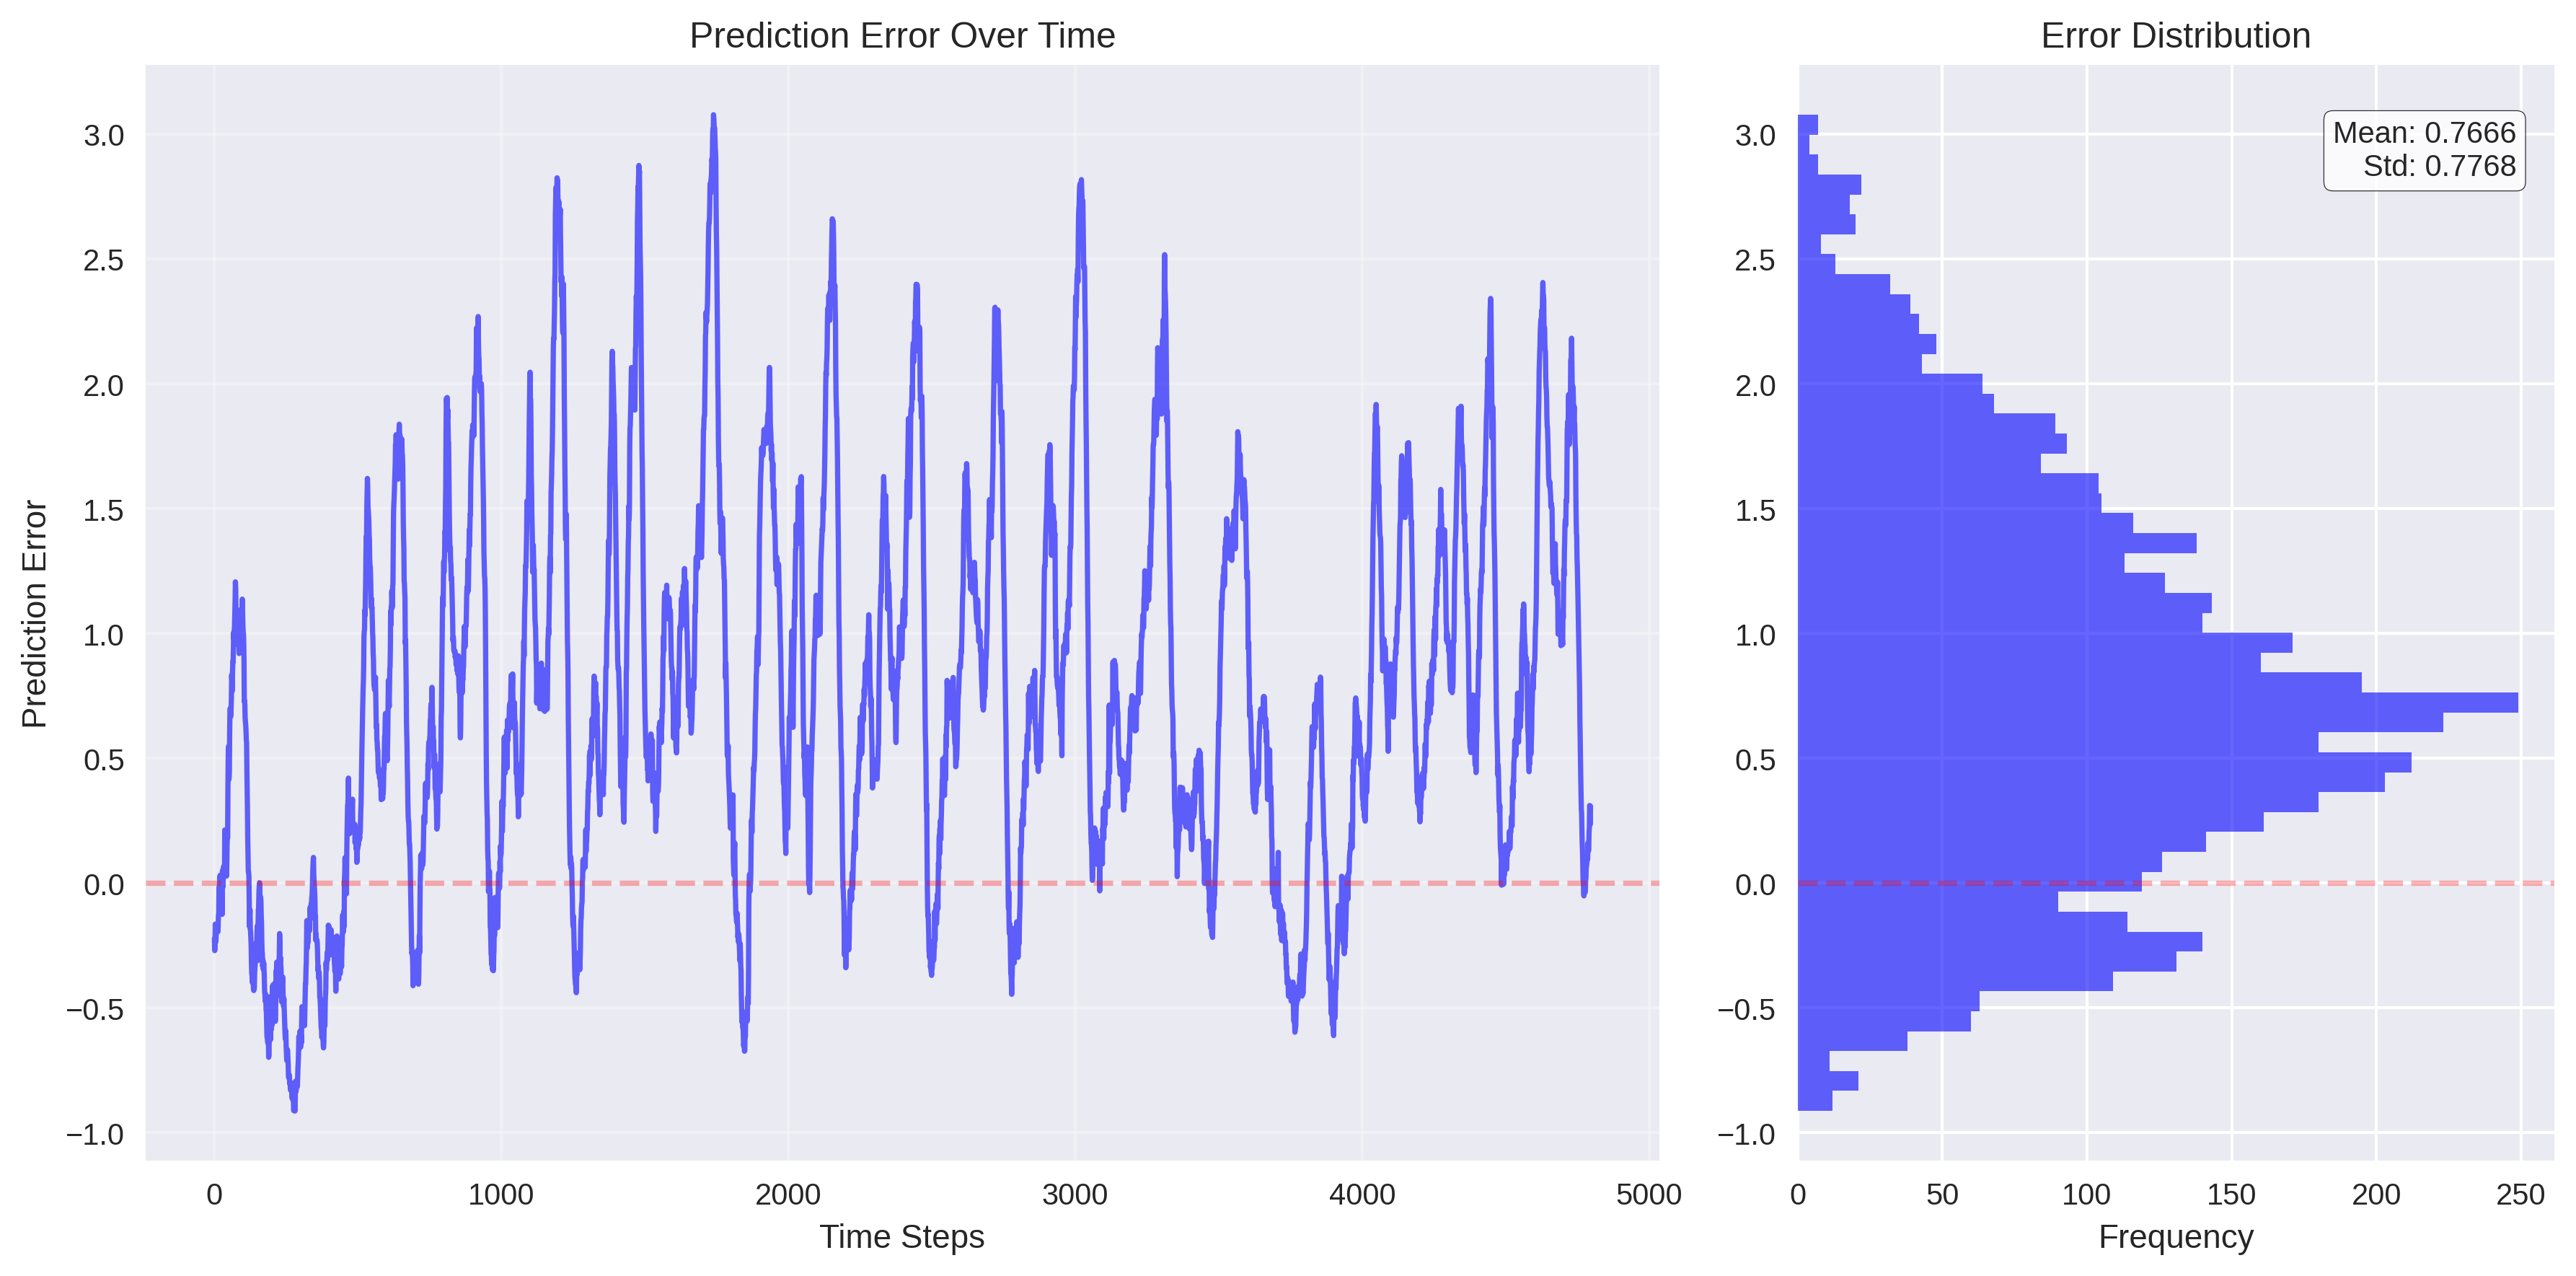 Prediction Error Over Time
Prediction Error
3.0
2.5
2.0
1.5
1.0
0.5
0.0
−0.5
−1.0
0 1000 2000 3000 4000 5000
Time Steps
Error Distribution
Mean: 0.7666
Std: 0.7768
3.0
2.5
2.0
1.5
1.0
0.5
0.0
−0.5
−1.0
0 50 100 150 200 250
Frequency